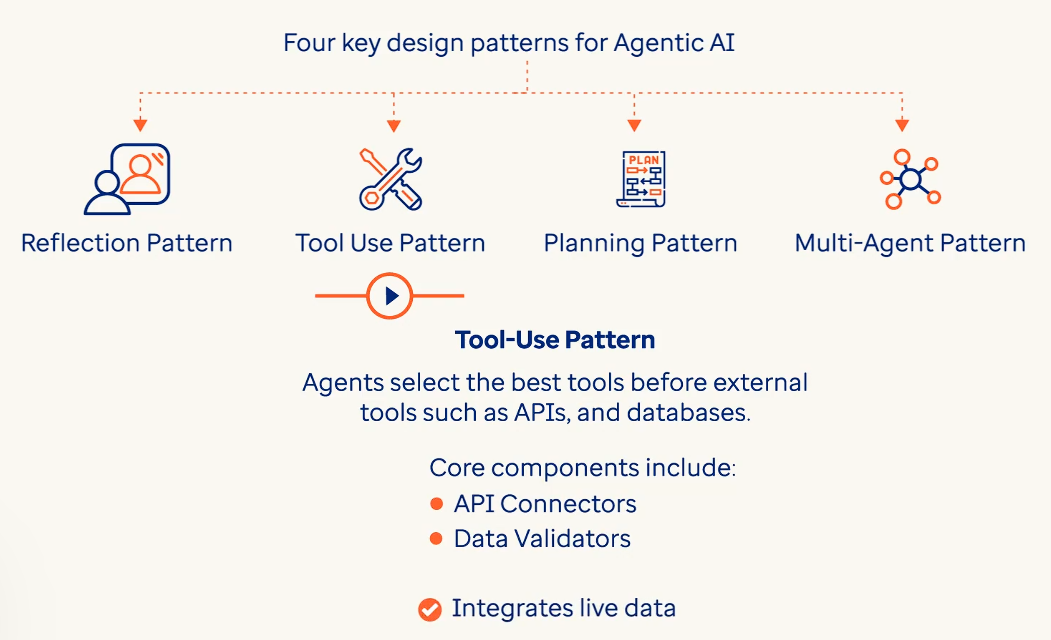 Four key design patterns for Agentic AI
PLAN
Reflection Pattern
Tool Use Pattern
Planning Pattern
Multi-Agent Pattern
Tool-Use Pattern
Agents select the best tools before external
tools such as APIs, and databases.
Core components include:
API Connectors
Data Validators
Integrates live data